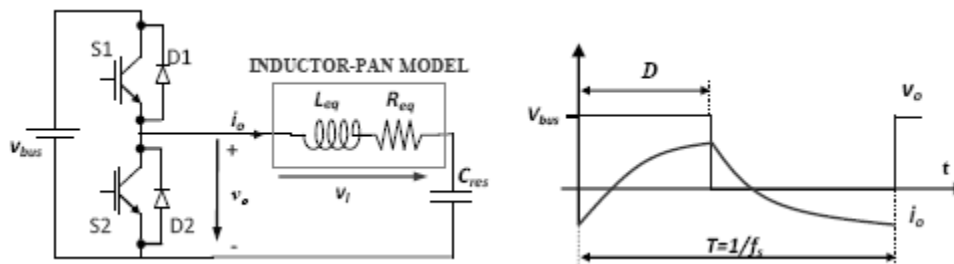 S1
D1
INDUCTOR-PAN MODEL
L_eq
R_eq
i_o
v_bus
+
v_o
-
v_l
C_res
S2
D2
D
V_bus
v_o
t
i_o
T=1/f_s